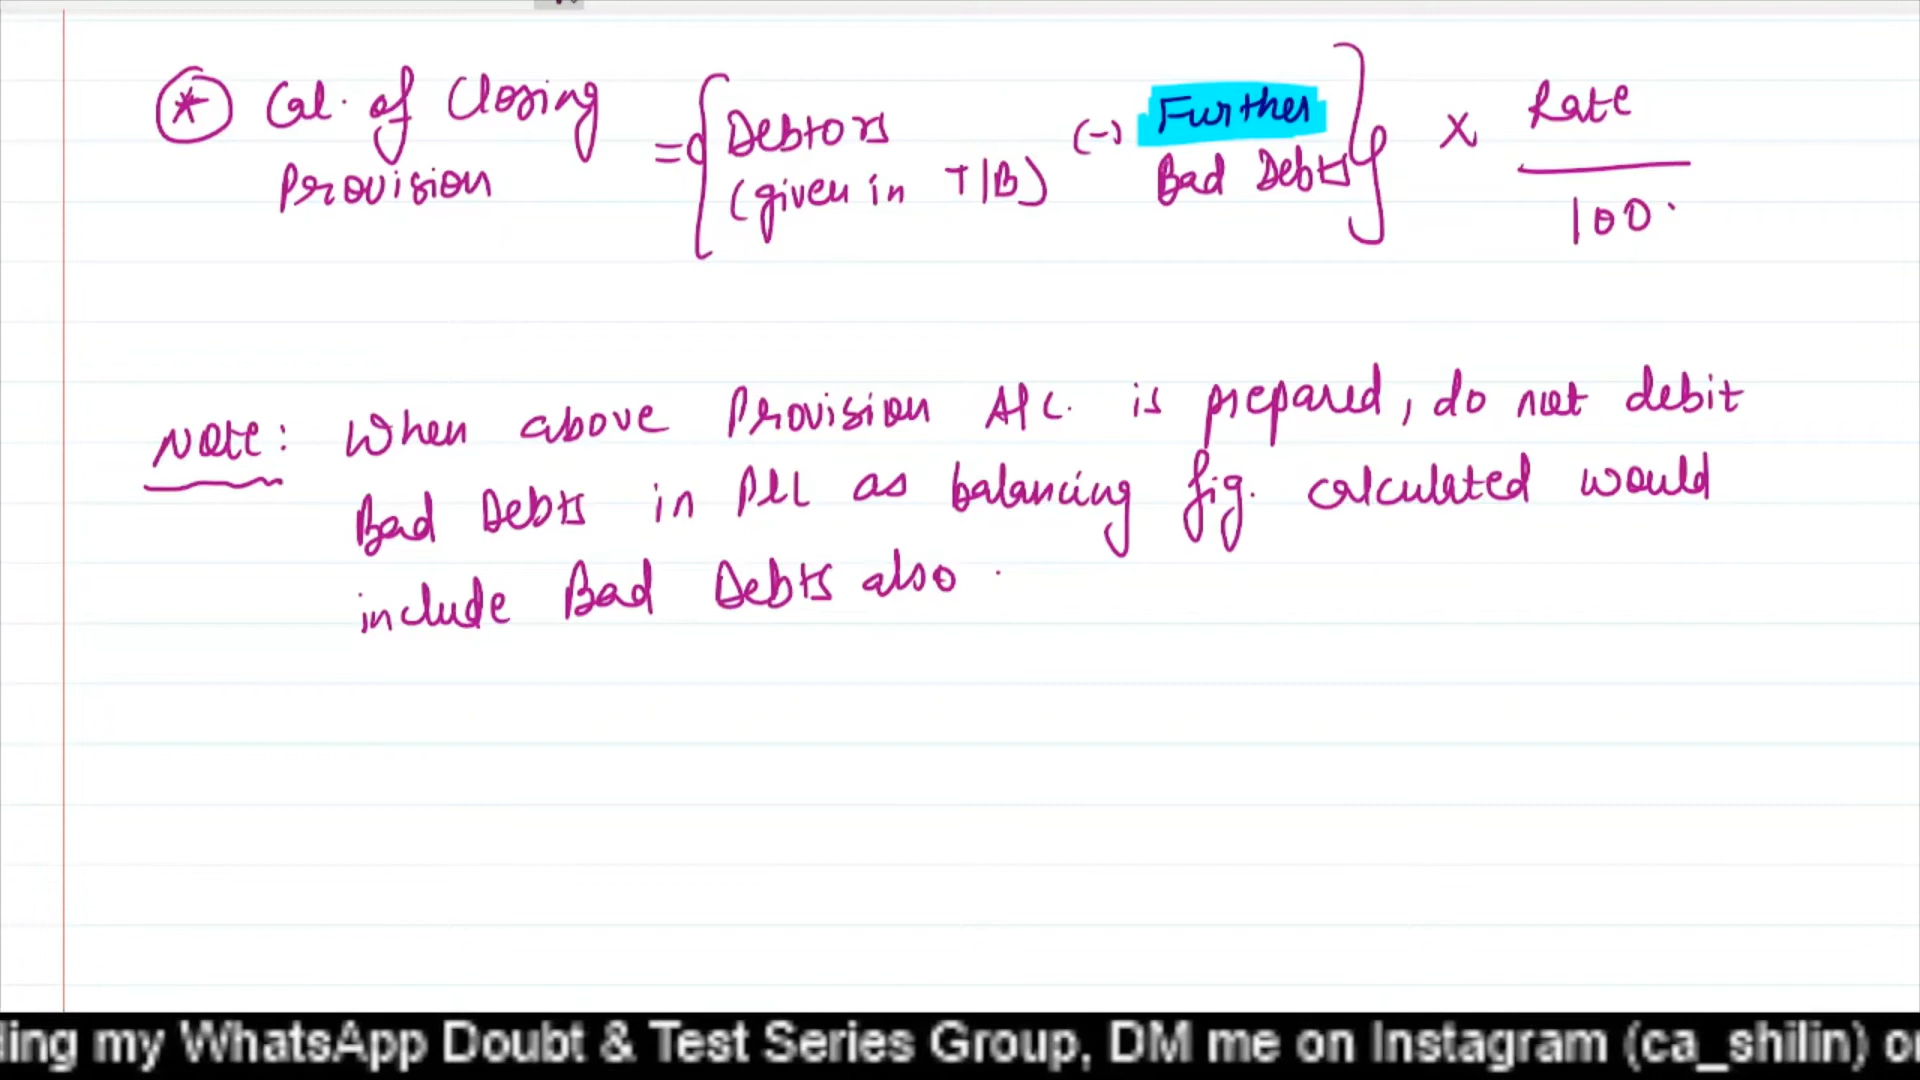 * Cal. of Closing Provision = { Debtors (given in T/B) (-) Further Bad Debts } x Rate / 100.
Note: When above Provision A/c. is prepared, do not debit
Bad Debts in P&L as balancing fig. calculated would
include Bad Debts also.
ling my WhatsApp Doubt & Test Series Group, DM me on Instagram (ca_shilin) o